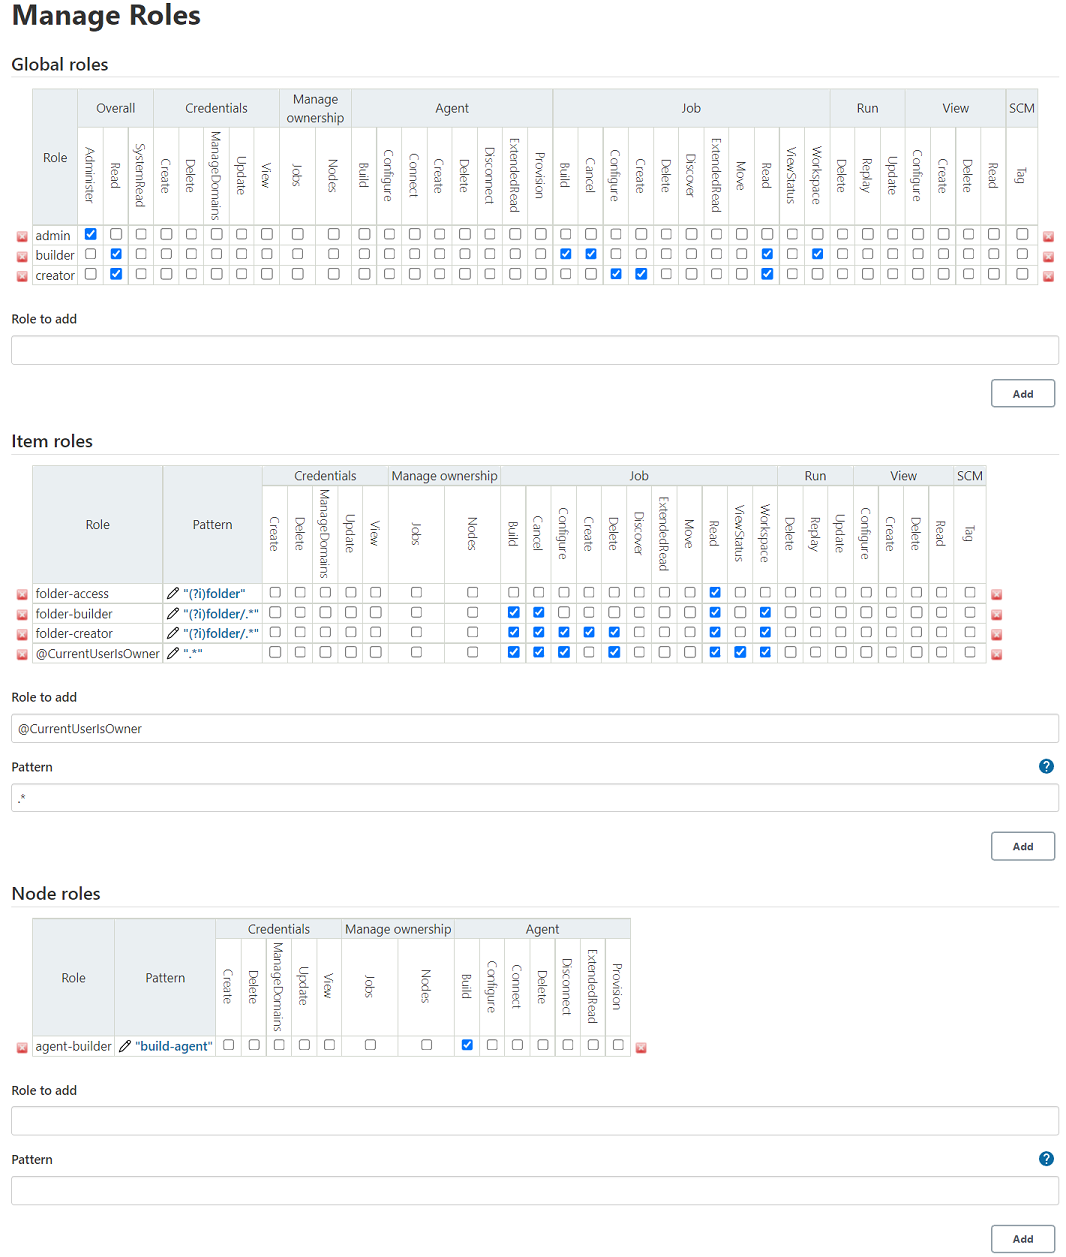 Manage Roles
Global roles
Role Overall Credentials Manage ownership Agent Job Run View SCM
Administer Read SystemRead Create Delete ManageDomains Update View Jobs Nodes Build Configure Connect Create Delete Disconnect ExtendedRead Provision Build Cancel Configure Create Delete Discover ExtendedRead Move Read ViewStatus Workspace Delete Replay Update Configure Create Delete Read Tag
admin
builder
creator
Role to add
Add
Item roles
Role Pattern Credentials Manage ownership Job Run View SCM
Create Delete ManageDomains Update View Jobs Nodes Build Cancel Configure Create Delete Discover ExtendedRead Move Read ViewStatus Workspace Delete Replay Update Configure Create Delete Read Tag
folder-access "(?i)folder"
folder-builder "(?i)folder/.*"
folder-creator "(?i)folder/.*"
@CurrentUserIsOwner ".*"
Role to add
@CurrentUserIsOwner
Pattern
?
.*
Add
Node roles
Role Pattern Credentials Manage ownership Agent
Create Delete ManageDomains Update View Jobs Nodes Build Configure Connect Delete Disconnect ExtendedRead Provision
agent-builder "build-agent"
Role to add
Pattern
?
Add